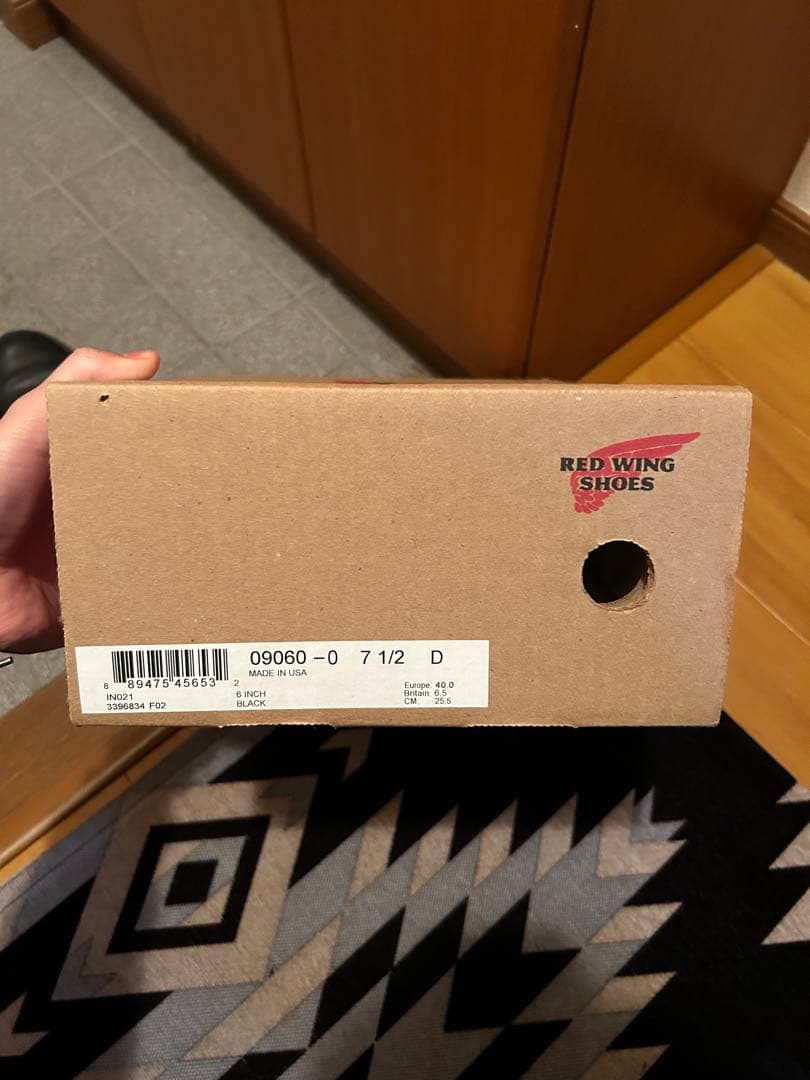 RED WING
SHOES
09060 -0 7 1/2 D
MADE IN USA
8 89475 45653 2
IN021
3396834 F02
6 INCH
BLACK
Europe: 40.0
Britain: 6.5
CM: 25.5